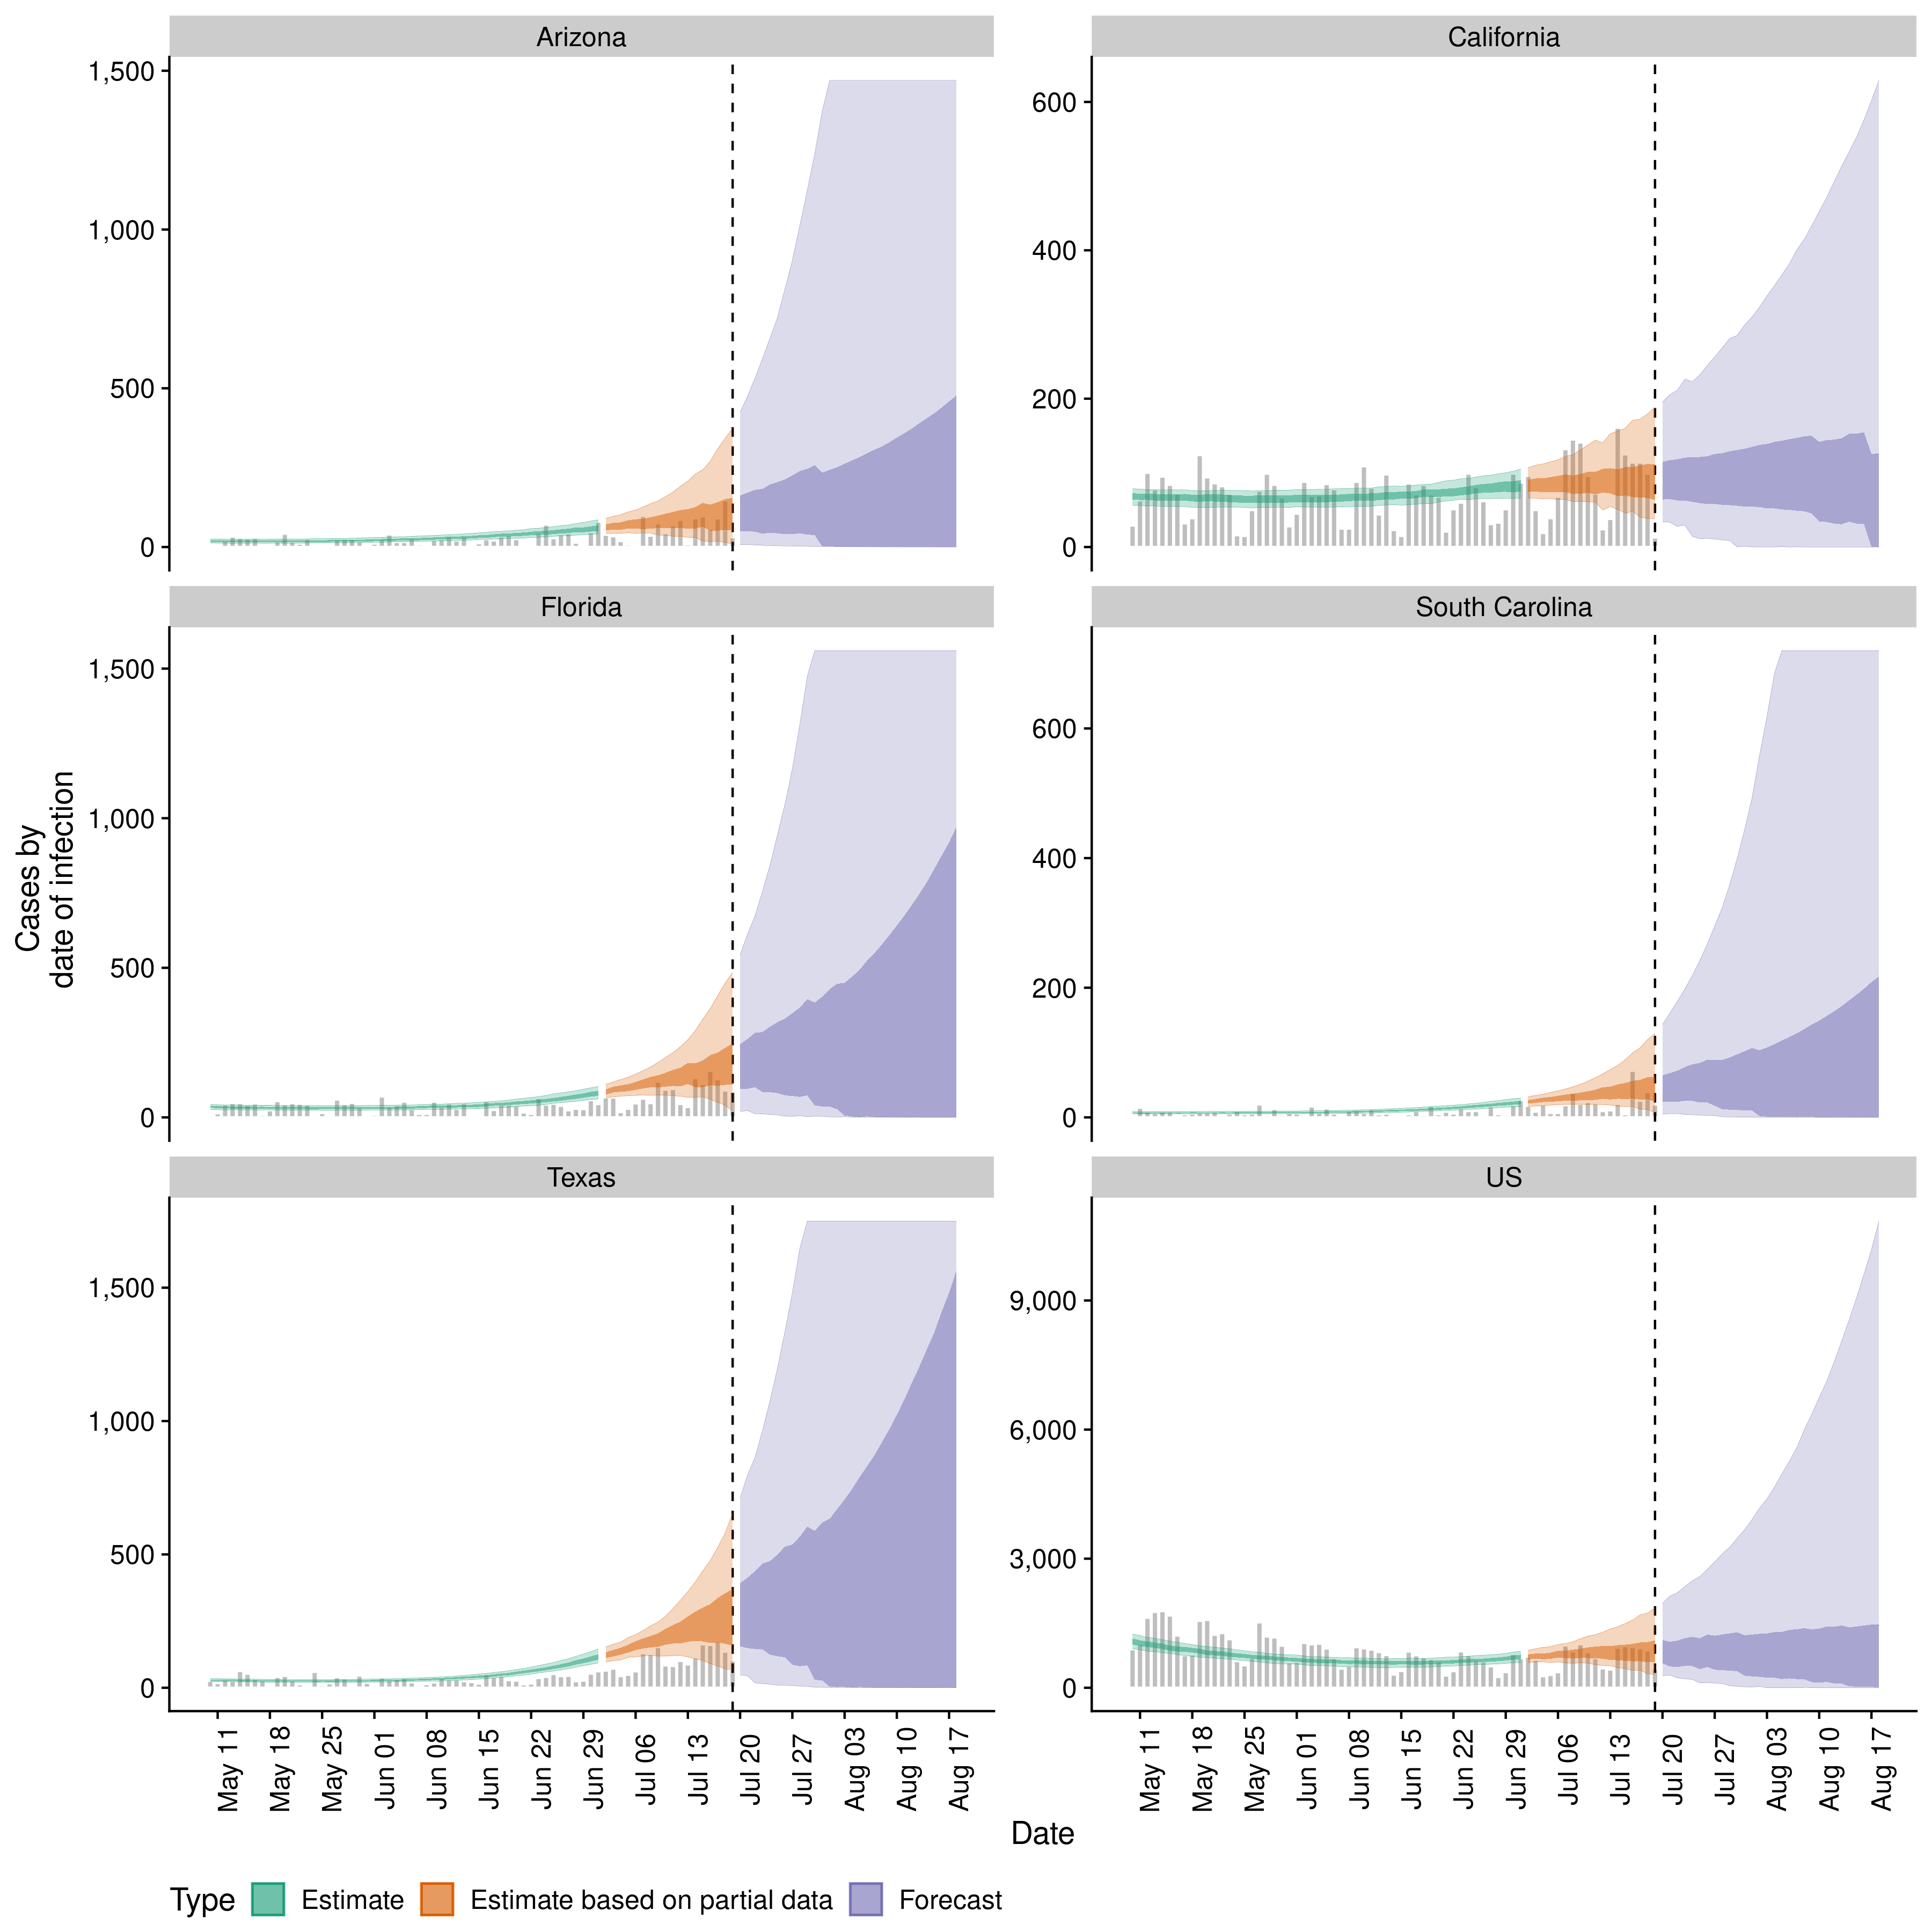 Arizona
California
1,500
1,000
500
0
600
400
200
0
Florida
South Carolina
1,500
1,000
500
0
600
400
200
0
Cases by
date of infection
Texas
US
1,500
1,000
500
0
9,000
6,000
3,000
0
May 11
May 18
May 25
Jun 01
Jun 08
Jun 15
Jun 22
Jun 29
Jul 06
Jul 13
Jul 20
Jul 27
Aug 03
Aug 10
Aug 17
May 11
May 18
May 25
Jun 01
Jun 08
Jun 15
Jun 22
Jun 29
Jul 06
Jul 13
Jul 20
Jul 27
Aug 03
Aug 10
Aug 17
Date
Type Estimate Estimate based on partial data Forecast